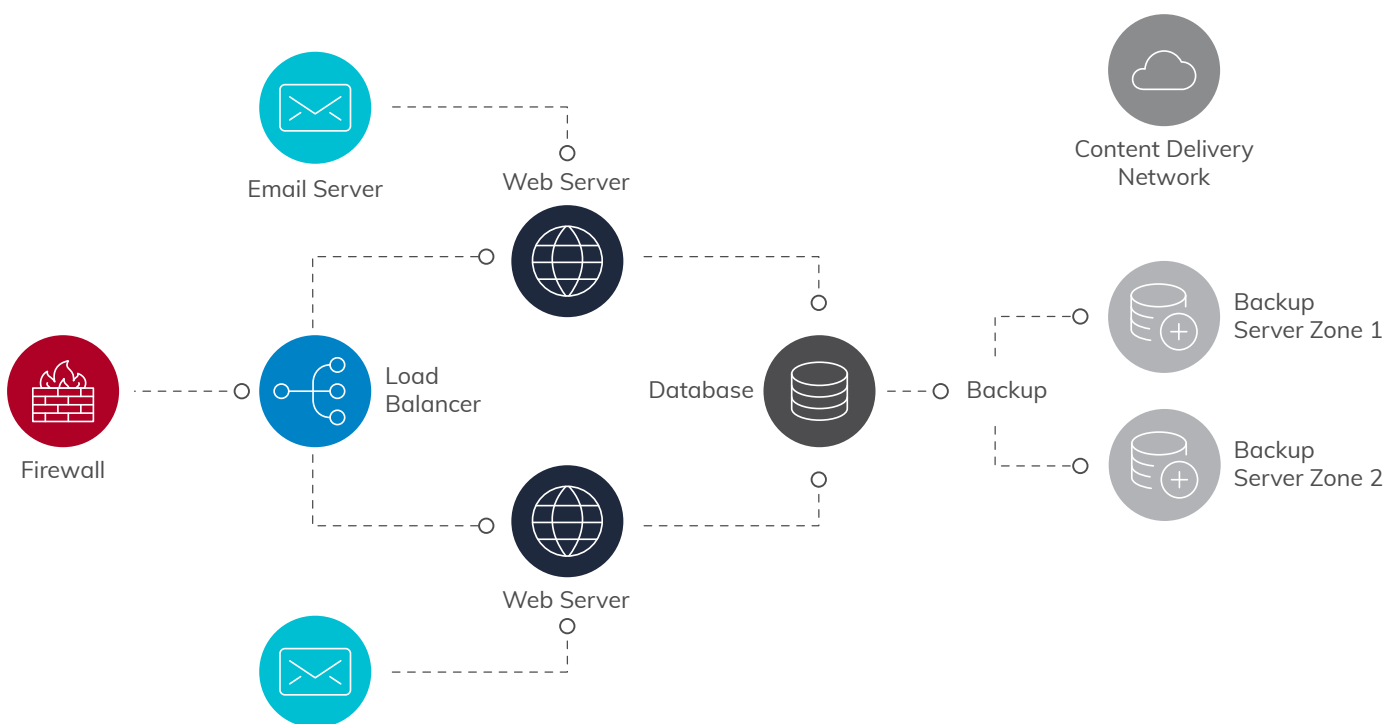 Content Delivery
Network
Email Server
Web Server
Backup
Server Zone 1
Load
Balancer
Database
Backup
Firewall
Backup
Server Zone 2
Web Server